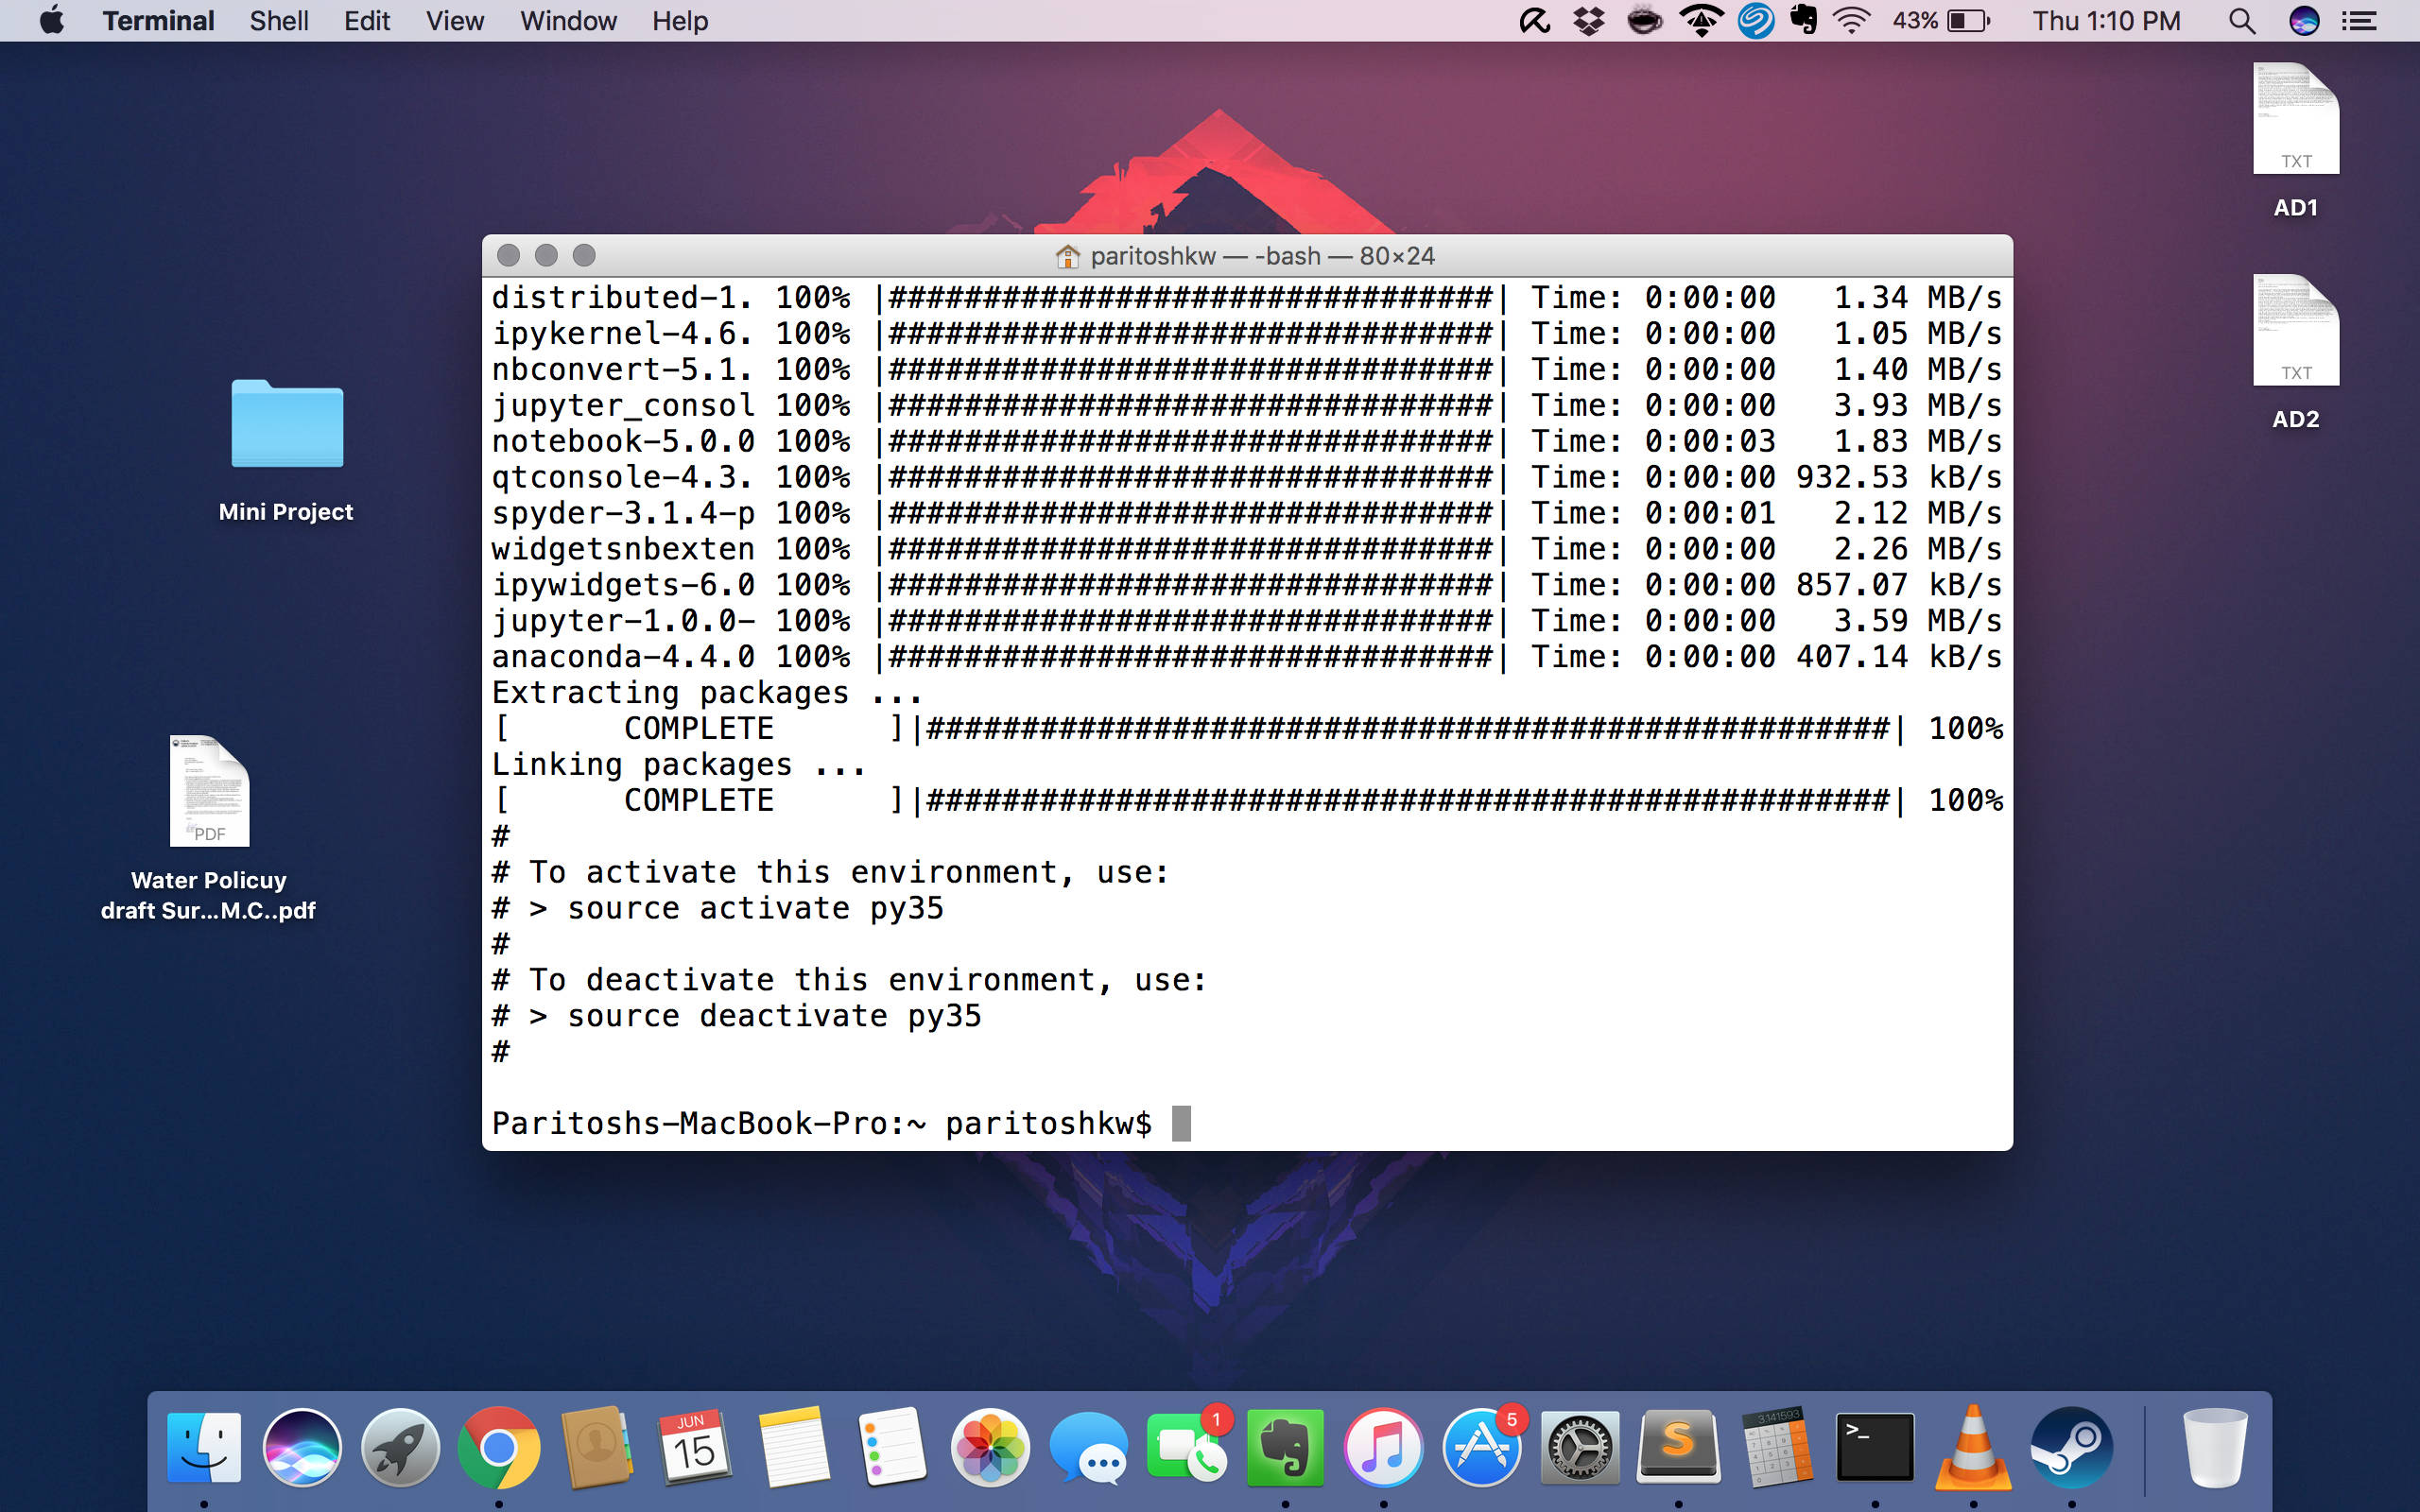 Terminal Shell Edit View Window Help 43% Thu 1:10 PM
TXT
AD1
TXT
AD2
Mini Project
PDF
Water Policuy
draft Sur...M.C..pdf
paritoshkw — -bash — 80×24
distributed-1. 100% |################################| Time: 0:00:00   1.34 MB/s
ipykernel-4.6. 100% |################################| Time: 0:00:00   1.05 MB/s
nbconvert-5.1. 100% |################################| Time: 0:00:00   1.40 MB/s
jupyter_consol 100% |################################| Time: 0:00:00   3.93 MB/s
notebook-5.0.0 100% |################################| Time: 0:00:03   1.83 MB/s
qtconsole-4.3. 100% |################################| Time: 0:00:00 932.53 kB/s
spyder-3.1.4-p 100% |################################| Time: 0:00:01   2.12 MB/s
widgetsnbexten 100% |################################| Time: 0:00:00   2.26 MB/s
ipywidgets-6.0 100% |################################| Time: 0:00:00 857.07 kB/s
jupyter-1.0.0- 100% |################################| Time: 0:00:00   3.59 MB/s
anaconda-4.4.0 100% |################################| Time: 0:00:00 407.14 kB/s
Extracting packages ...
[      COMPLETE      ]|###################################################| 100%
Linking packages ...
[      COMPLETE      ]|###################################################| 100%
#
# To activate this environment, use:
# > source activate py35
#
# To deactivate this environment, use:
# > source deactivate py35
#
Paritoshs-MacBook-Pro:~ paritoshkw$
JUN
15
1
5
S
3.141593
>_